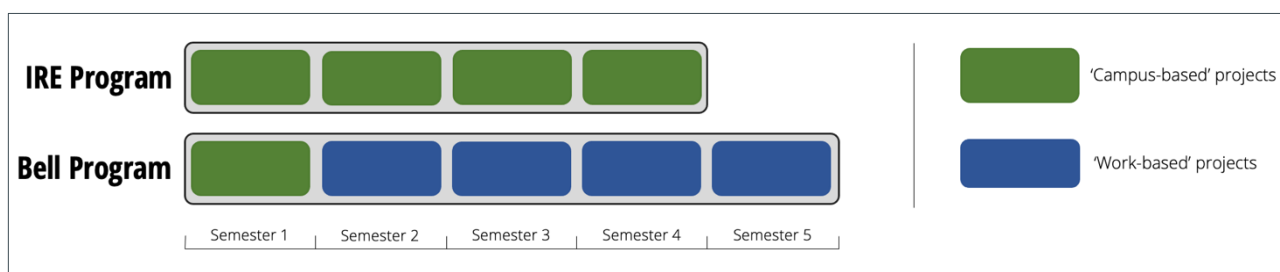 IRE Program
Bell Program
Semester 1
Semester 2
Semester 3
Semester 4
Semester 5
‘Campus-based’ projects
‘Work-based’ projects